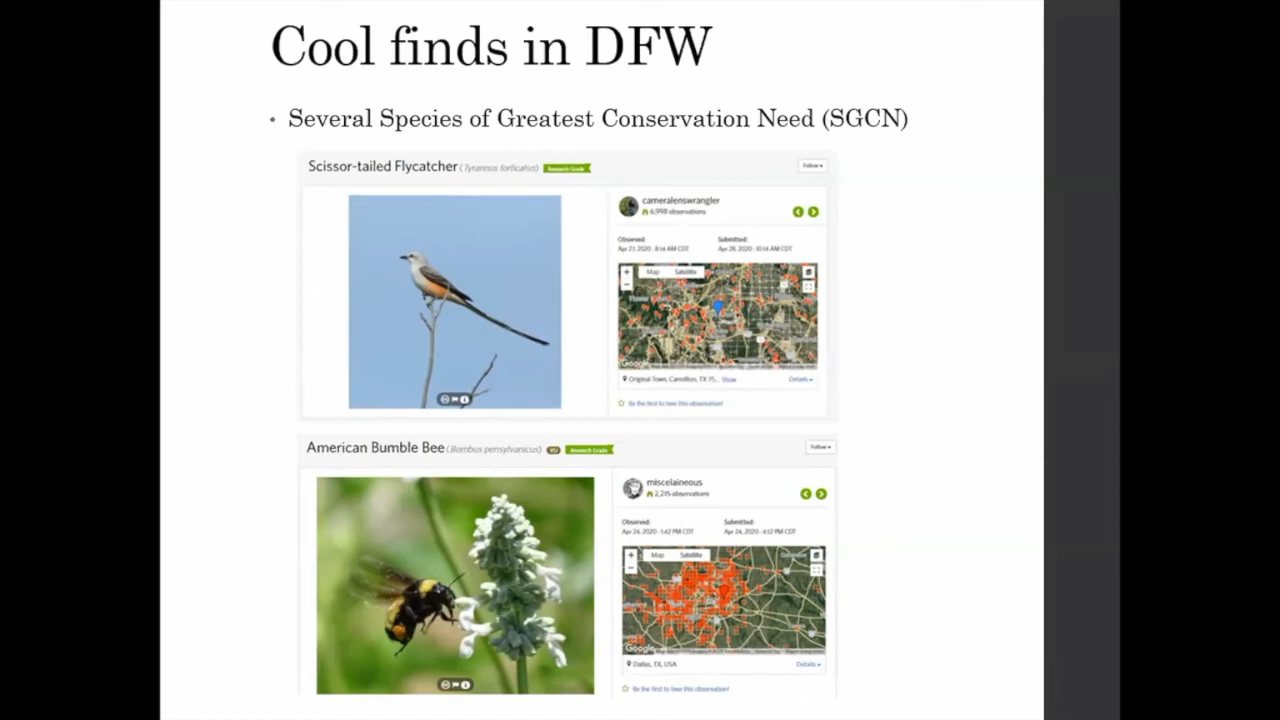 Cool finds in DFW
• Several Species of Greatest Conservation Need (SGCN)
Scissor-tailed Flycatcher (Tyrannus forficatus) Research Grade Follow
cameralenswrangler
6,998 observations
Observed: Submitted:
Apr 27, 2020 · 8:14 AM CDT Apr 28, 2020 · 10:14 AM CDT
+ Map Satellite
−
Google
Original Town, Carrollton, TX 75... Show Details
Be the first to fave this observation!
American Bumble Bee (Bombus pensylvanicus) VU Research Grade Follow
miscelaineous
2,215 observations
Observed: Submitted:
Apr 24, 2020 · 1:42 PM CDT Apr 24, 2020 · 4:12 PM CDT
+ Map Satellite
−
Google
Dallas, TX, USA Details
Be the first to fave this observation!